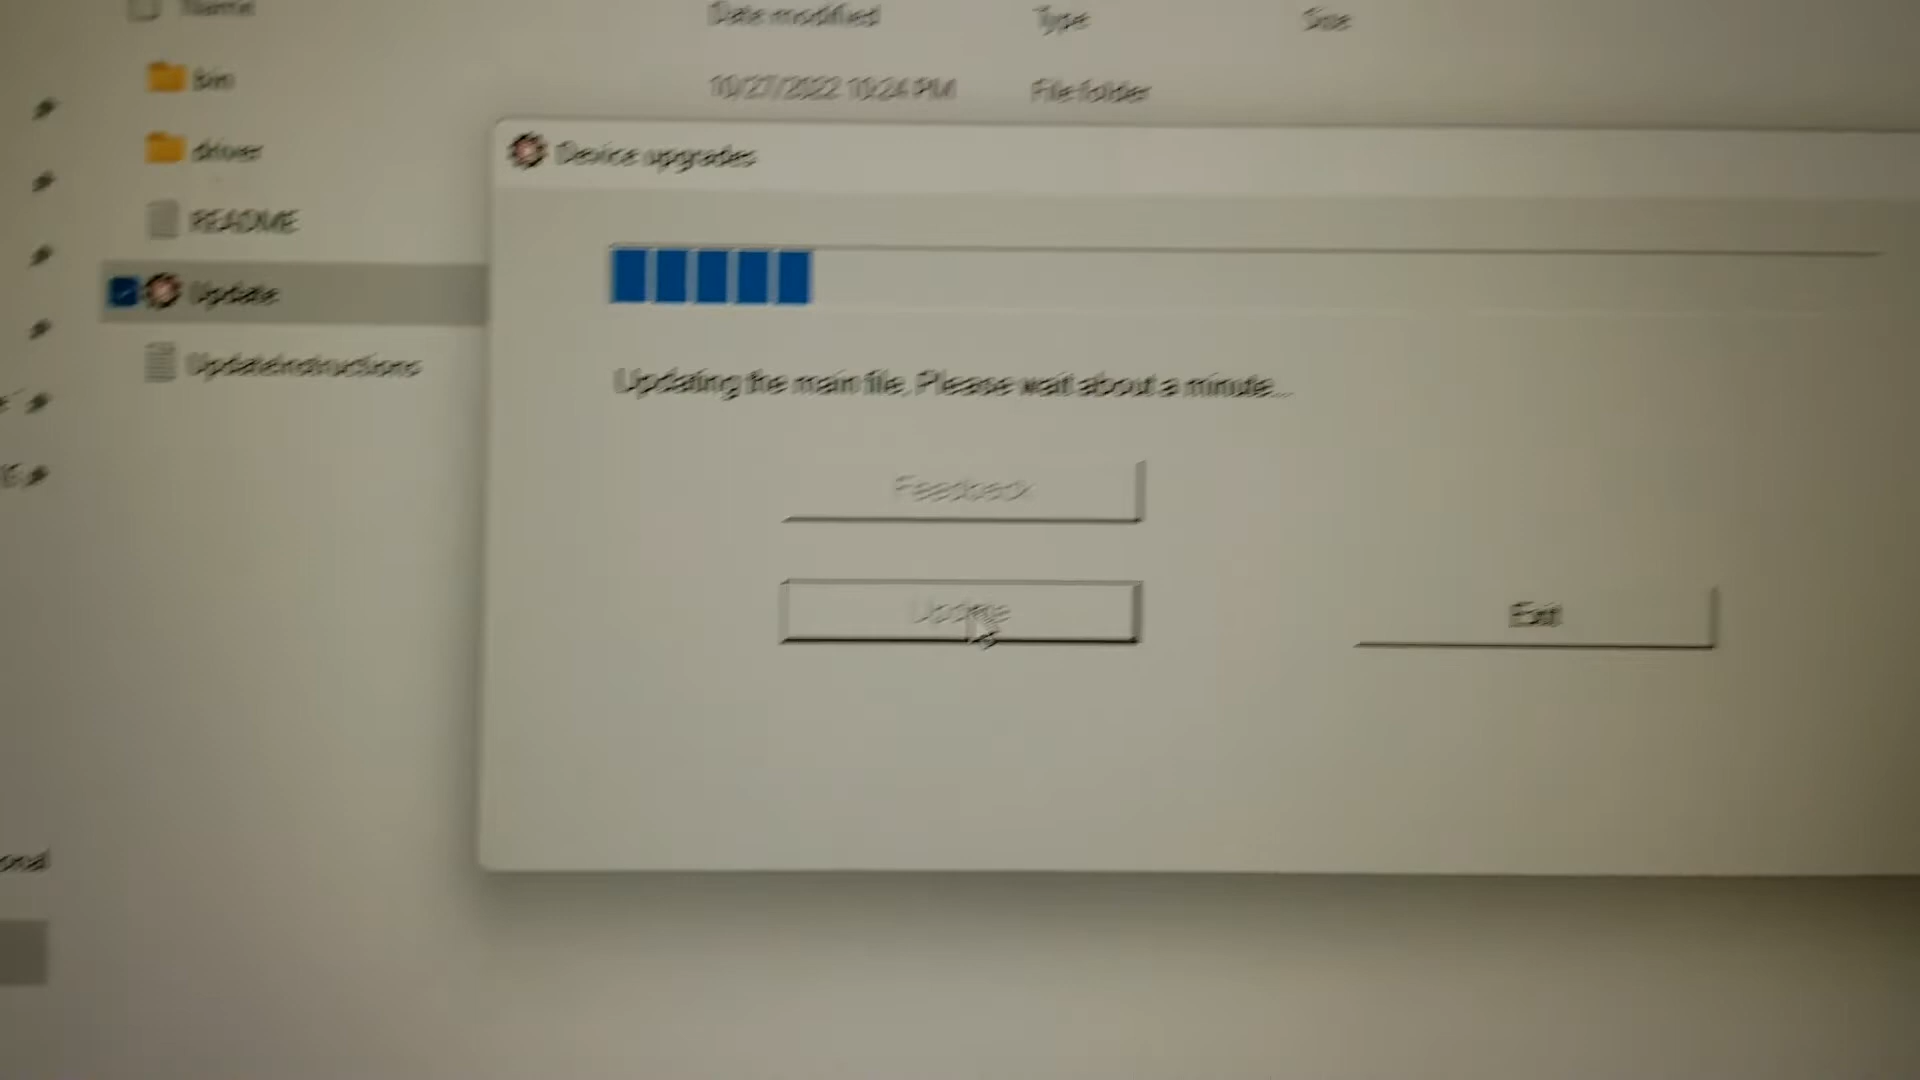 Name Date modified Type Size
bin 10/27/2022 10:24 PM File folder
driver
Device upgrades
README
Update
UpdateInstructions
Updating the main file. Please wait about a minute...
Feedback
Update
Exit
onal